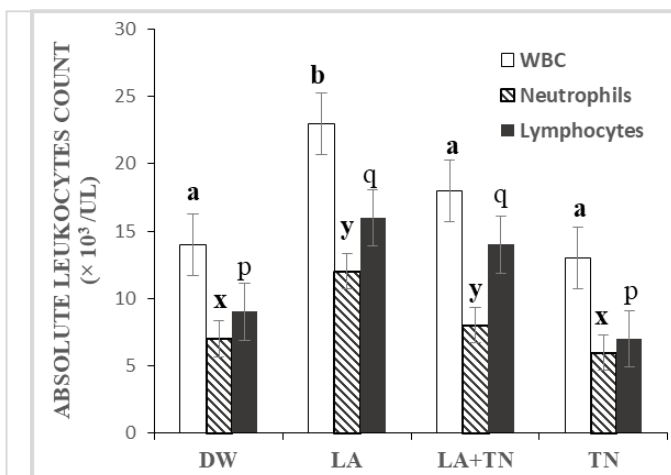 ABSOLUTE LEUKOCYTES COUNT
(× 10³ /UL)
30
25
20
15
10
5
0
WBC
Neutrophils
Lymphocytes
a
x
p
b
y
q
a
y
q
a
x
p
DW
LA
LA+TN
TN